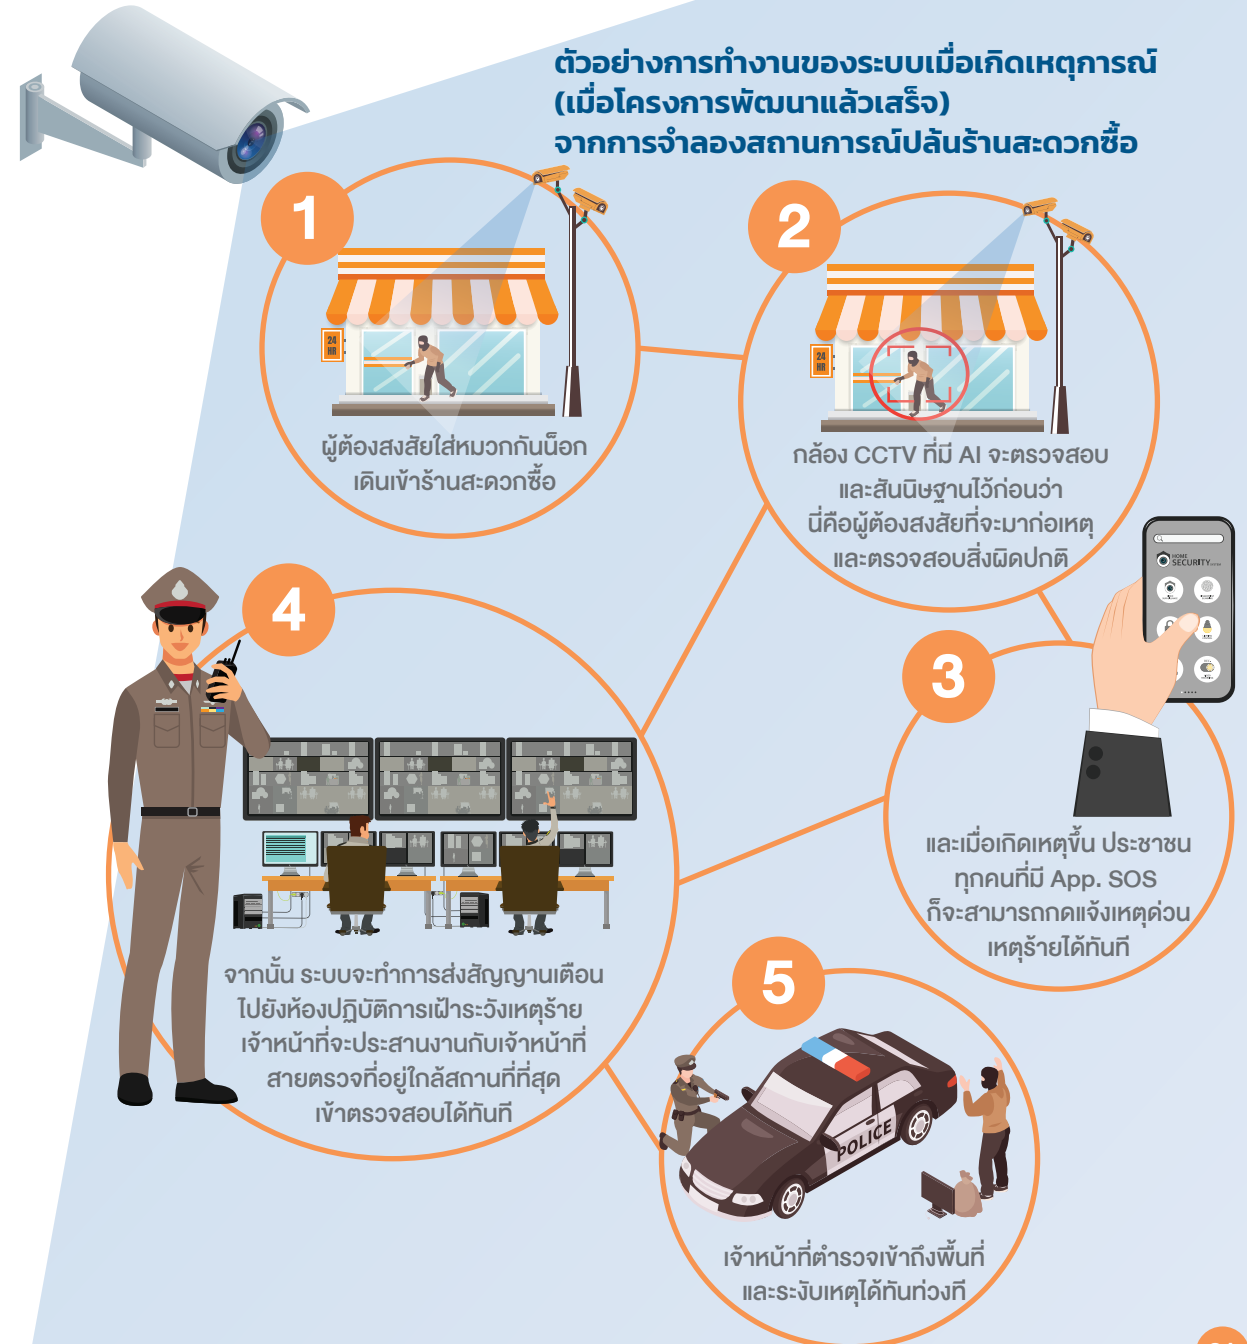 ตัวอย่างการทำงานของระบบเมื่อเกิดเหตุการณ์
(เมื่อโครงการพัฒนาแล้วเสร็จ)
จากการจำลองสถานการณ์ปล้นร้านสะดวกซื้อ
1
24
HR
ผู้ต้องสงสัยใส่หมวกกันน็อก
เดินเข้าร้านสะดวกซื้อ
2
24
HR
กล้อง CCTV ที่มี AI จะตรวจสอบ
และสันนิษฐานไว้ก่อนว่า
นี่คือผู้ต้องสงสัยที่จะมาก่อเหตุ
และตรวจสอบสิ่งผิดปกติ
HOME
SECURITY
3
และเมื่อเกิดเหตุขึ้น ประชาชน
ทุกคนที่มี App. SOS
ก็จะสามารถกดแจ้งเหตุด่วน
เหตุร้ายได้ทันที
4
จากนั้น ระบบจะทำการส่งสัญญานเตือน
ไปยังห้องปฏิบัติการเฝ้าระวังเหตุร้าย
เจ้าหน้าที่จะประสานงานกับเจ้าหน้าที่
สายตรวจที่อยู่ใกล้สถานที่ที่สุด
เข้าตรวจสอบได้ทันที
5
POLICE
เจ้าหน้าที่ตำรวจเข้าถึงพื้นที่
และระงับเหตุได้ทันท่วงที